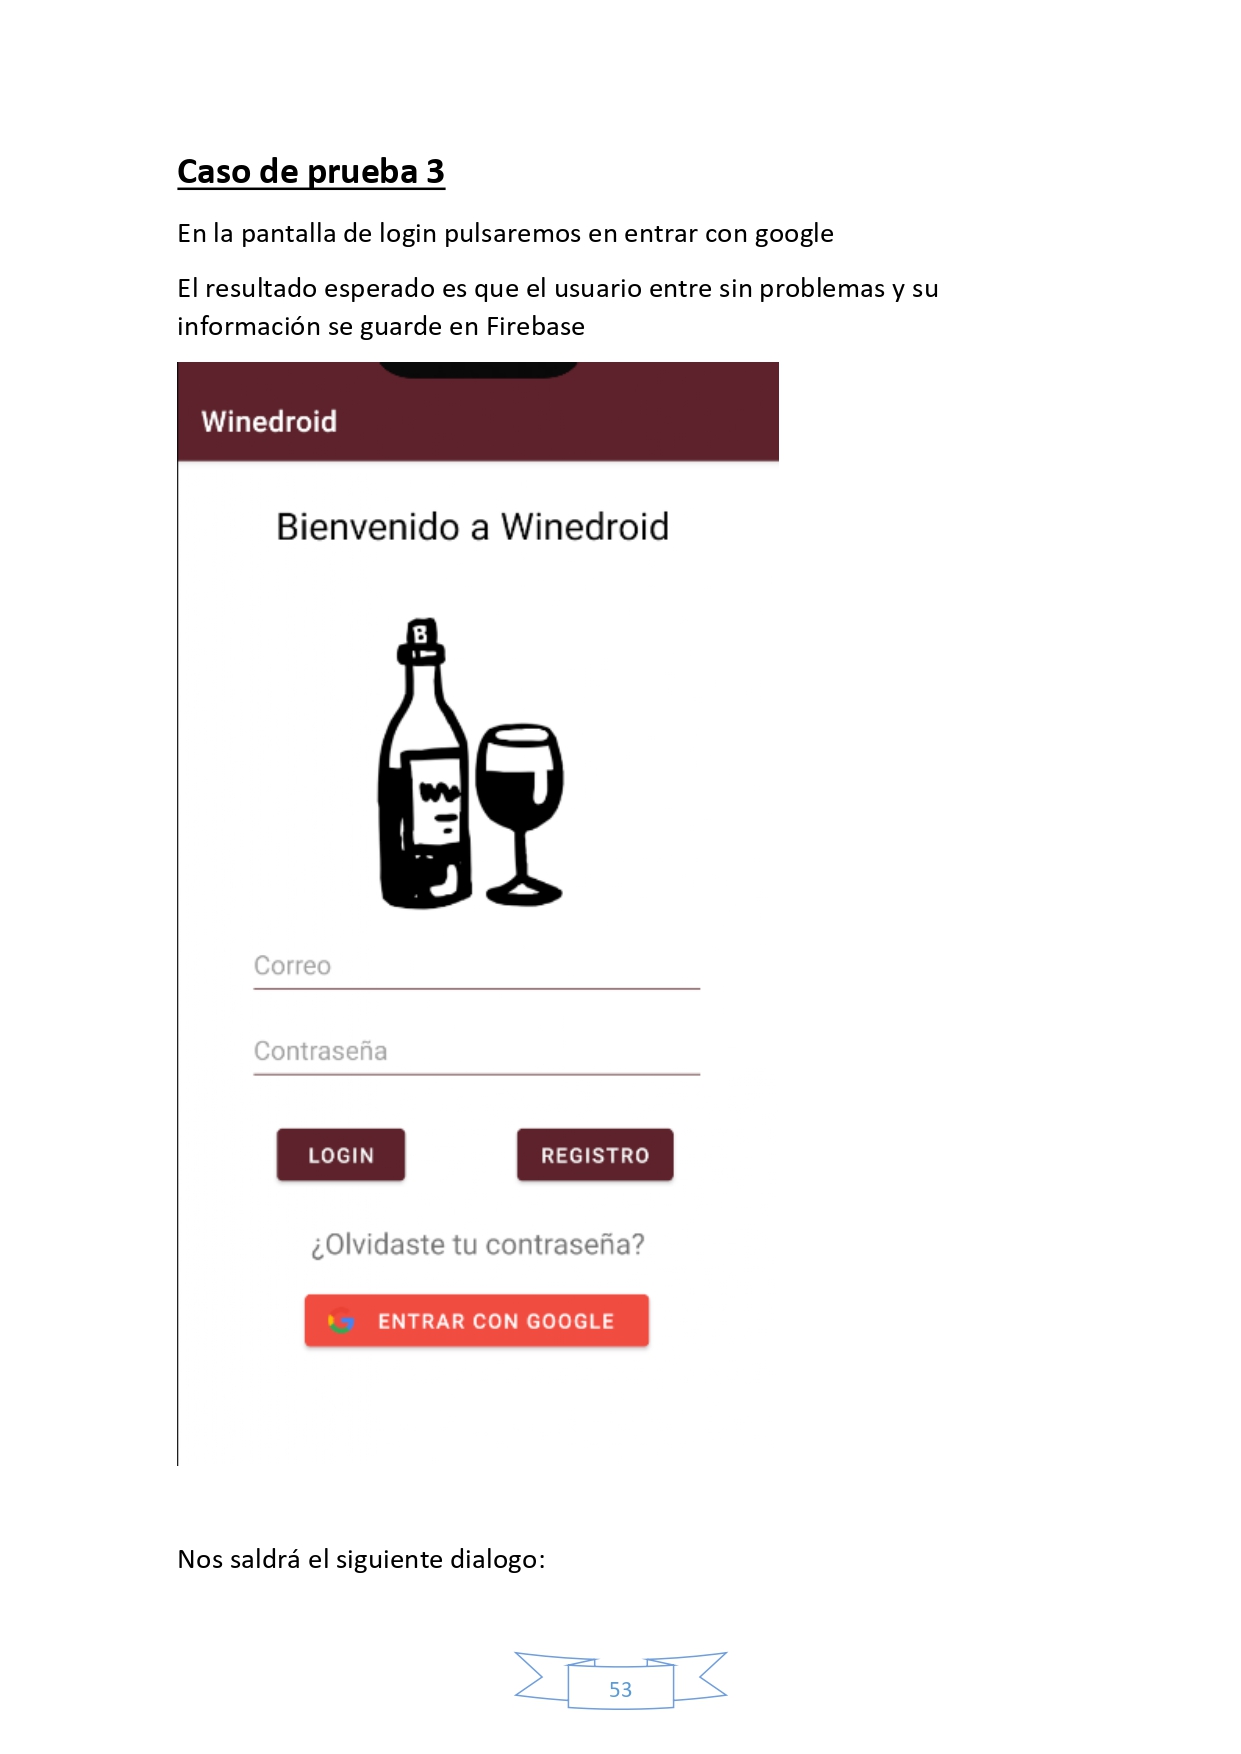 Caso de prueba 3
En la pantalla de login pulsaremos en entrar con google
El resultado esperado es que el usuario entre sin problemas y su
información se guarde en Firebase
Winedroid
Bienvenido a Winedroid
B
Correo
Contraseña
LOGIN
REGISTRO
¿Olvidaste tu contraseña?
ENTRAR CON GOOGLE
Nos saldrá el siguiente dialogo:
53